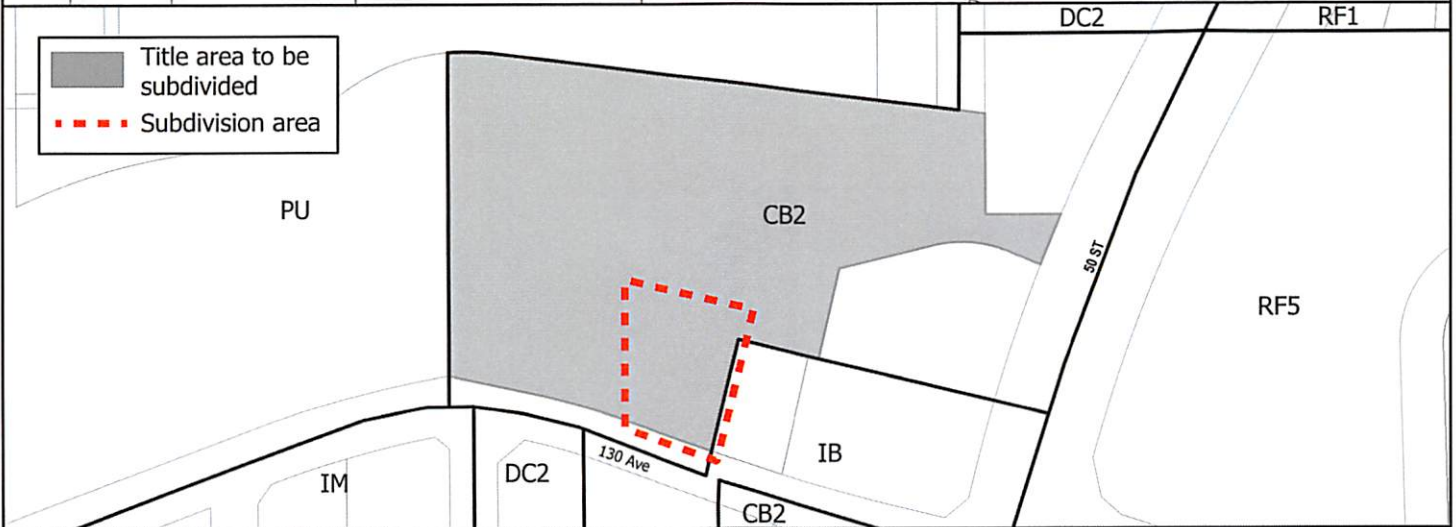 DC2
RF1
Title area to be
subdivided
Subdivision area
PU
CB2
50 ST
RF5
130 Ave
IB
IM
DC2
CB2